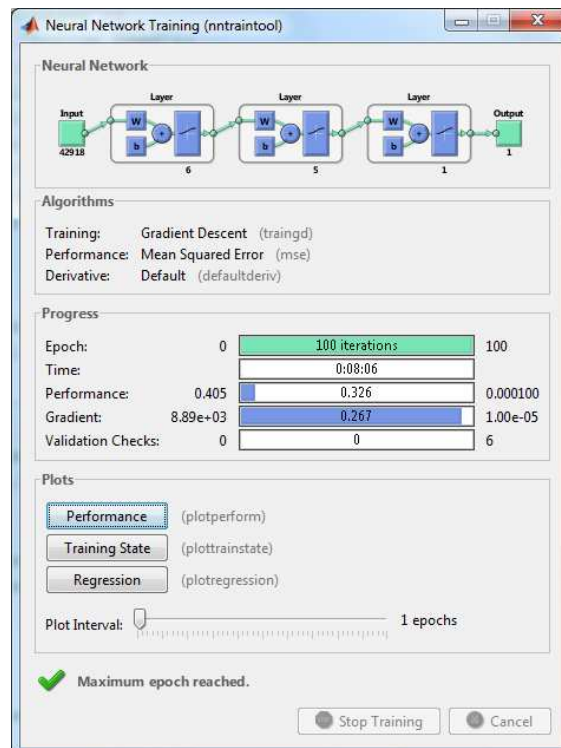 Neural Network Training (nntraintool)
Neural Network
Layer Layer Layer
Input Output
W W W
+ + +
b b b
42918 6 5 1 1
Algorithms
Training: Gradient Descent (traingd)
Performance: Mean Squared Error (mse)
Derivative: Default (defaultderiv)
Progress
Epoch: 0 100 iterations 100
Time: 0:08:06
Performance: 0.405 0.326 0.000100
Gradient: 8.89e+03 0.267 1.00e-05
Validation Checks: 0 0 6
Plots
Performance (plotperform)
Training State (plottrainstate)
Regression (plotregression)
Plot Interval: 1 epochs
Maximum epoch reached.
Stop Training Cancel